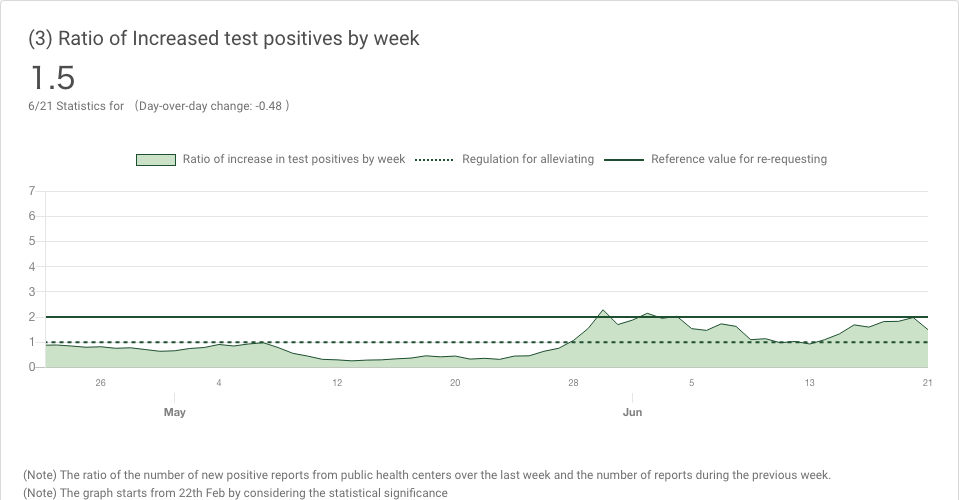 (3) Ratio of Increased test positives by week
1.5
6/21 Statistics for （Day-over-day change: -0.48 ）
Ratio of increase in test positives by week Regulation for alleviating Reference value for re-requesting
7
6
5
4
3
2
1
0
26 4 12 20 28 5 13 21
May Jun
(Note) The ratio of the number of new positive reports from public health centers over the last week and the number of reports during the previous week.
(Note) The graph starts from 22th Feb by considering the statistical significance